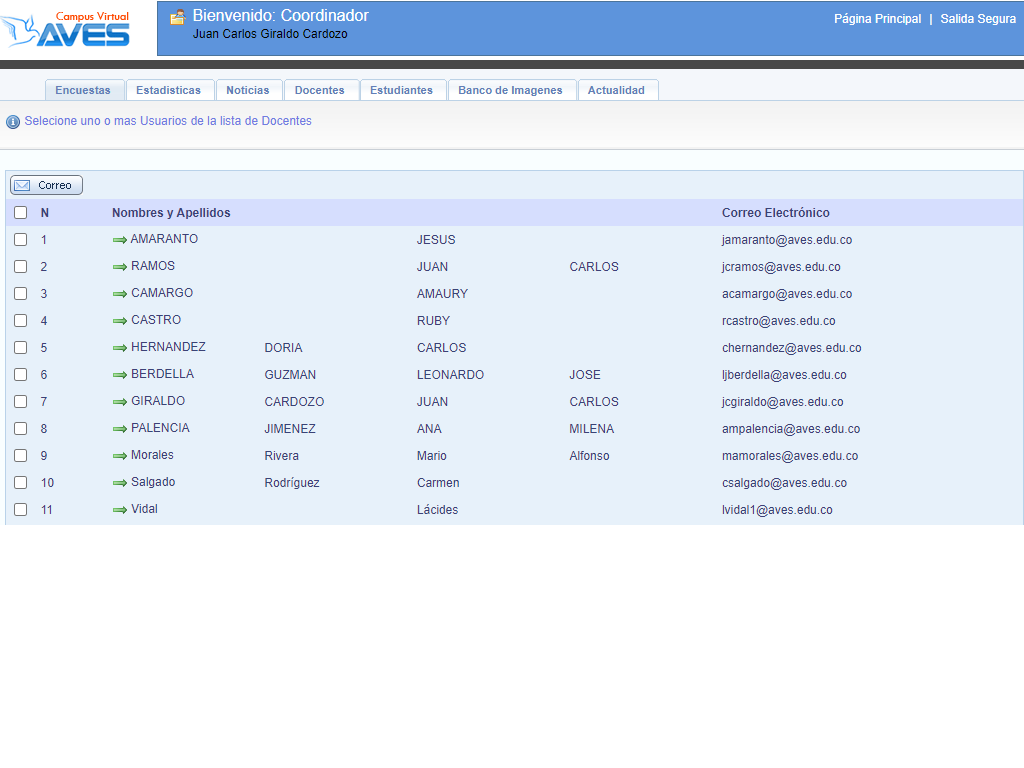 Campus Virtual
AVES
Bienvenido: Coordinador
Juan Carlos Giraldo Cardozo
Página Principal | Salida Segura
Encuestas Estadísticas Noticias Docentes Estudiantes Banco de Imagenes Actualidad
Selecione uno o mas Usuarios de la lista de Docentes
Correo
N Nombres y Apellidos Correo Electrónico
1 AMARANTO JESUS jamaranto@aves.edu.co
2 RAMOS JUAN CARLOS jcramos@aves.edu.co
3 CAMARGO AMAURY acamargo@aves.edu.co
4 CASTRO RUBY rcastro@aves.edu.co
5 HERNANDEZ DORIA CARLOS chernandez@aves.edu.co
6 BERDELLA GUZMAN LEONARDO JOSE ljberdella@aves.edu.co
7 GIRALDO CARDOZO JUAN CARLOS jcgiraldo@aves.edu.co
8 PALENCIA JIMENEZ ANA MILENA ampalencia@aves.edu.co
9 Morales Rivera Mario Alfonso mamorales@aves.edu.co
10 Salgado Rodríguez Carmen csalgado@aves.edu.co
11 Vidal Lácides lvidal1@aves.edu.co